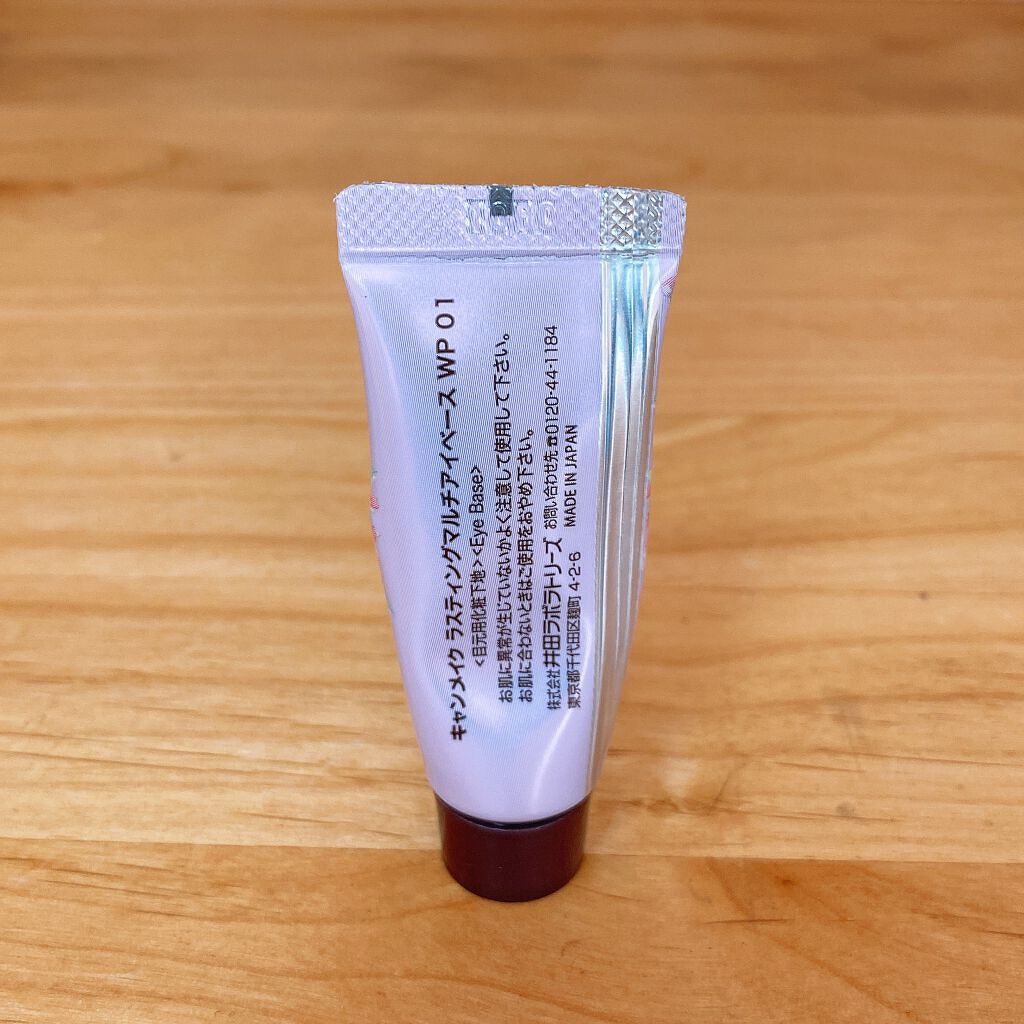 キャンメイク ラスティングマルチアイベース WP 01
<目元用化粧下地><Eye Base>
お肌に異常が生じていないかよく注意して使用して下さい。
お肌に合わないときはご使用をおやめ下さい。
株式会社 井田ラボラトリーズ お問い合わせ先☎0120-44-1184
東京都千代田区麹町 4-2-6 MADE IN JAPAN